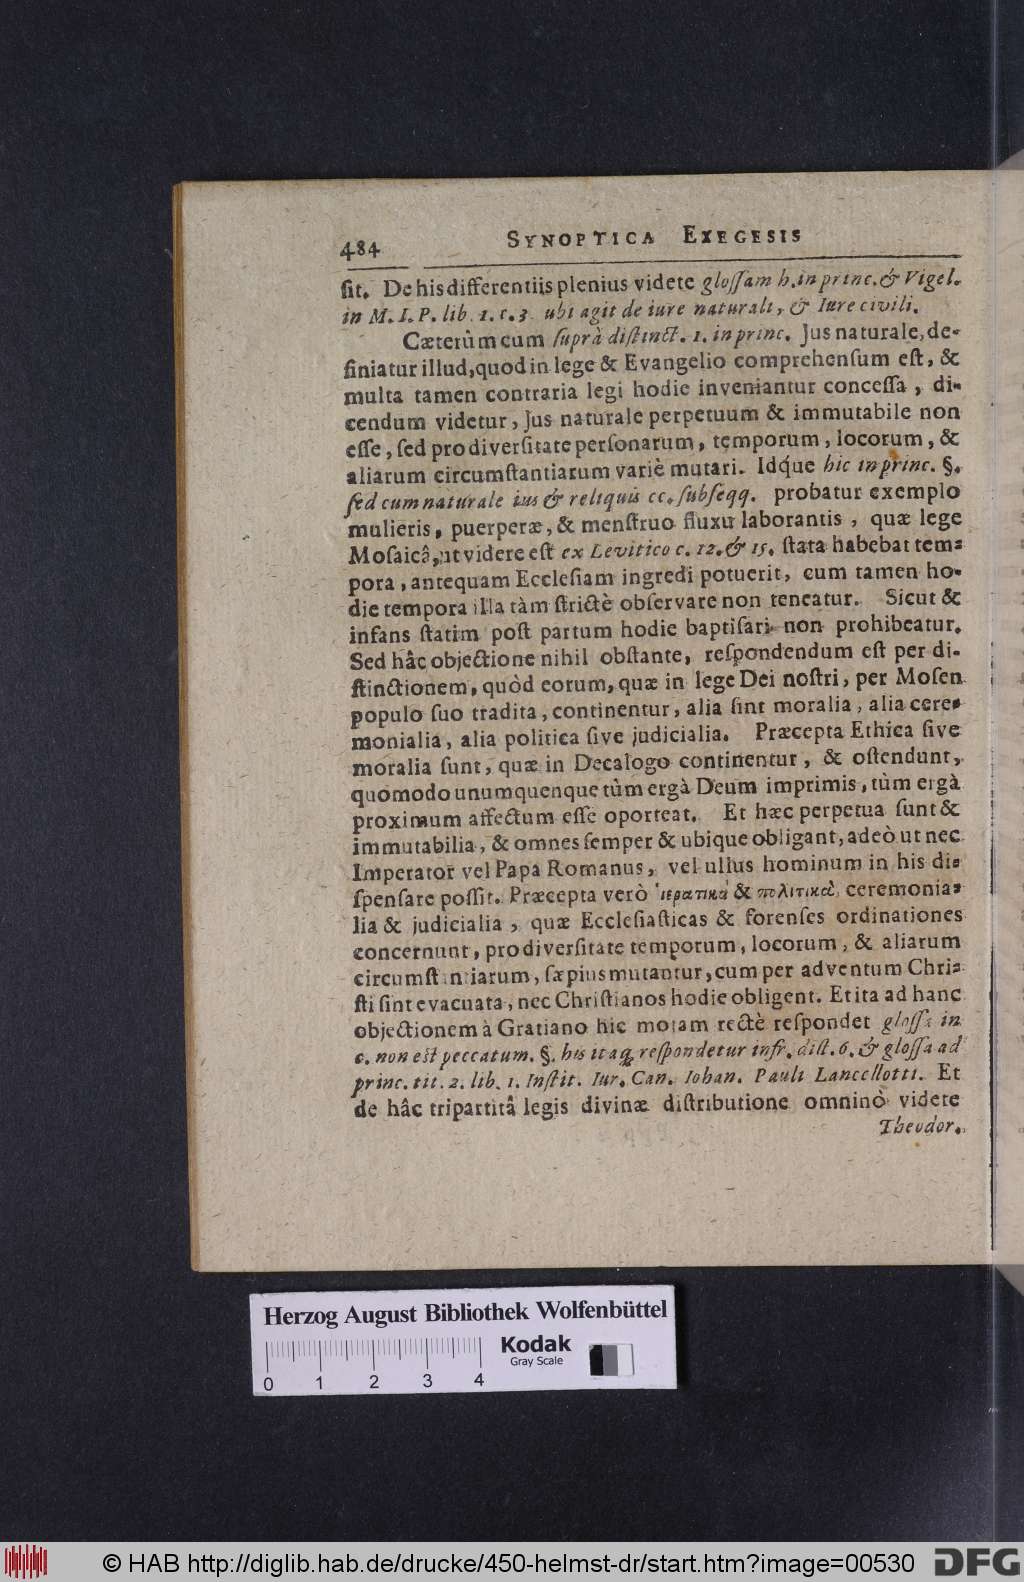 484 SYNOPTICA EXEGESIS
ſit. De his differentiis plenius videte gloſſam h. in princ. & Vigel.
in M. I. P. lib. 1. c. 3. ubi agit de iure naturali, & Iure civili.
Cæterùm cum ſuprà diſtinct. 1. in princ. Jus naturale, de-
finiatur illud, quod in lege & Evangelio comprehenſum eſt, &
multa tamen contraria legi hodie inveniantur conceſſa, di-
cendum videtur, Jus naturale perpetuum & immutabile non
eſſe, ſed pro diverſitate perſonarum, temporum, locorum, &
aliarum circumſtantiarum variè mutari. Idque hic in princ. §.
ſed cum naturale ius & reliquis cc. ſubſeqq. probatur exemplo
mulieris, puerperæ, & menſtruo fluxu laborantis, quæ lege
Moſaicâ, ut videre eſt ex Levitico c. 12. & 15. ſtata habebat tem-
pora, antequam Eccleſiam ingredi potuerit, cum tamen ho-
die tempora illa tàm ſtrictè obſervare non teneatur. Sicut &
infans ſtatim poſt partum hodie baptiſari non prohibeatur.
Sed hâc objectione nihil obſtante, reſpondendum eſt per di-
ſtinctionem, quòd eorum, quæ in lege Dei noſtri, per Moſen
populo ſuo tradita, continentur, alia ſint moralia, alia cere-
monialia, alia politica ſive judicialia. Præcepta Ethica ſive
moralia ſunt, quæ in Decalogo continentur, & oſtendunt,
quomodo unumquenque tùm ergà Deum imprimis, tùm ergà
proximum affectum eſſe oporteat. Et hæc perpetua ſunt &
immutabilia, & omnes ſemper & ubique obligant, adeò ut nec
Imperator vel Papa Romanus, vel ullus hominum in his di-
ſpenſare poſſit. Præcepta verò ἱερατικὰ & πολιτικὰ, ceremonia-
lia & judicialia, quæ Eccleſiaſticas & forenſes ordinationes
concernunt, pro diverſitate temporum, locorum, & aliarum
circumſtantiarum, ſæpius mutantur, cum per adventum Chri-
ſti ſint evacuata, nec Chriſtianos hodie obligent. Et ita ad hanc
objectionem à Gratiano hic motam rectè reſpondet gloſſa in
c. non eſt peccatum. §. his itaq; reſpondetur infr. diſt. 6. & gloſſa ad
princ. tit. 2. lib. 1. Inſtit. Iur. Can. Iohan. Pauli Lancellotti. Et
de hâc tripartitâ legis divinæ diſtributione omninò videte
Theodor.
Herzog August Bibliothek Wolfenbüttel
Kodak
Gray Scale
0 1 2 3 4
© HAB http://diglib.hab.de/drucke/450-helmst-dr/start.htm?image=00530
DFG